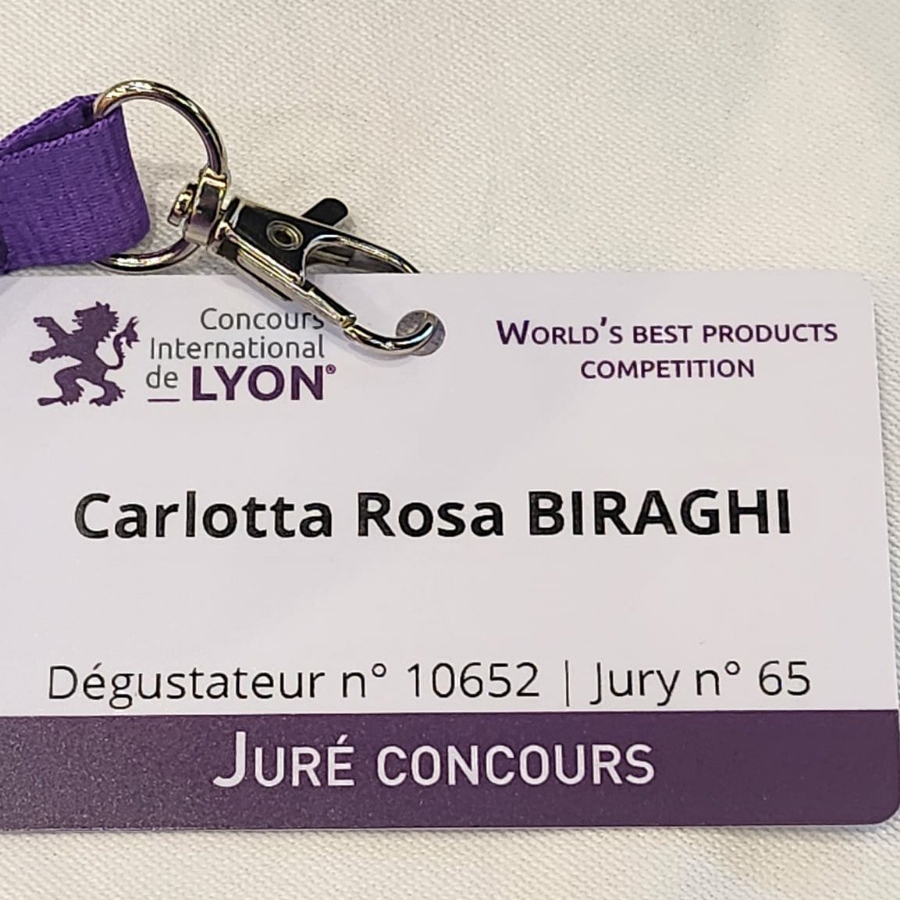 Concours
International
de LYON®
World's best products
competition
Carlotta Rosa BIRAGHI
Dégustateur n° 10652 | Jury n° 65
Juré concours